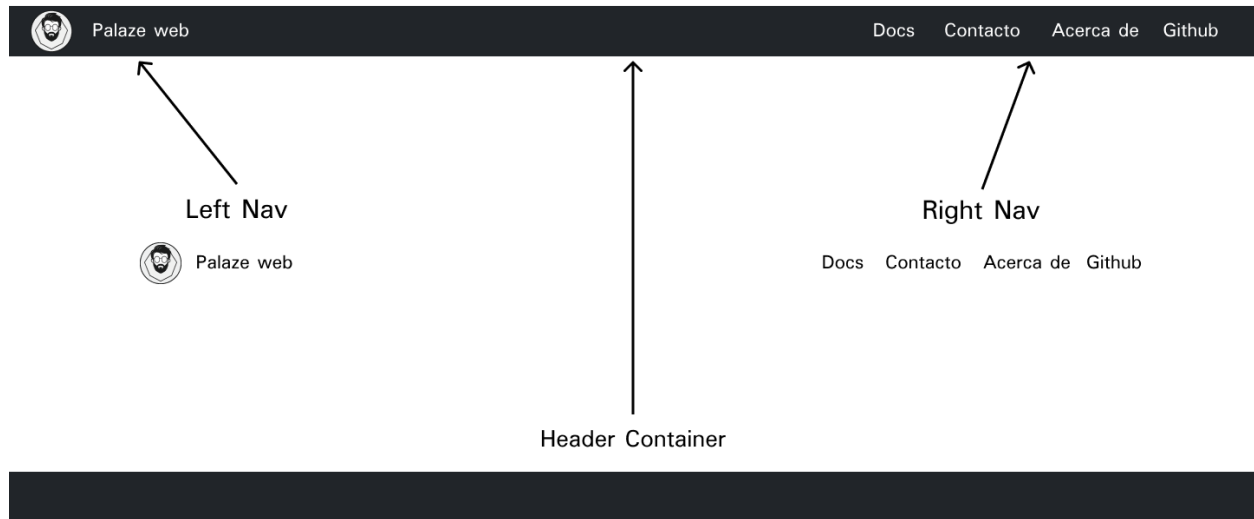 Palaze web Docs Contacto Acerca de Github
Left Nav Right Nav
Palaze web Docs Contacto Acerca de Github
Header Container